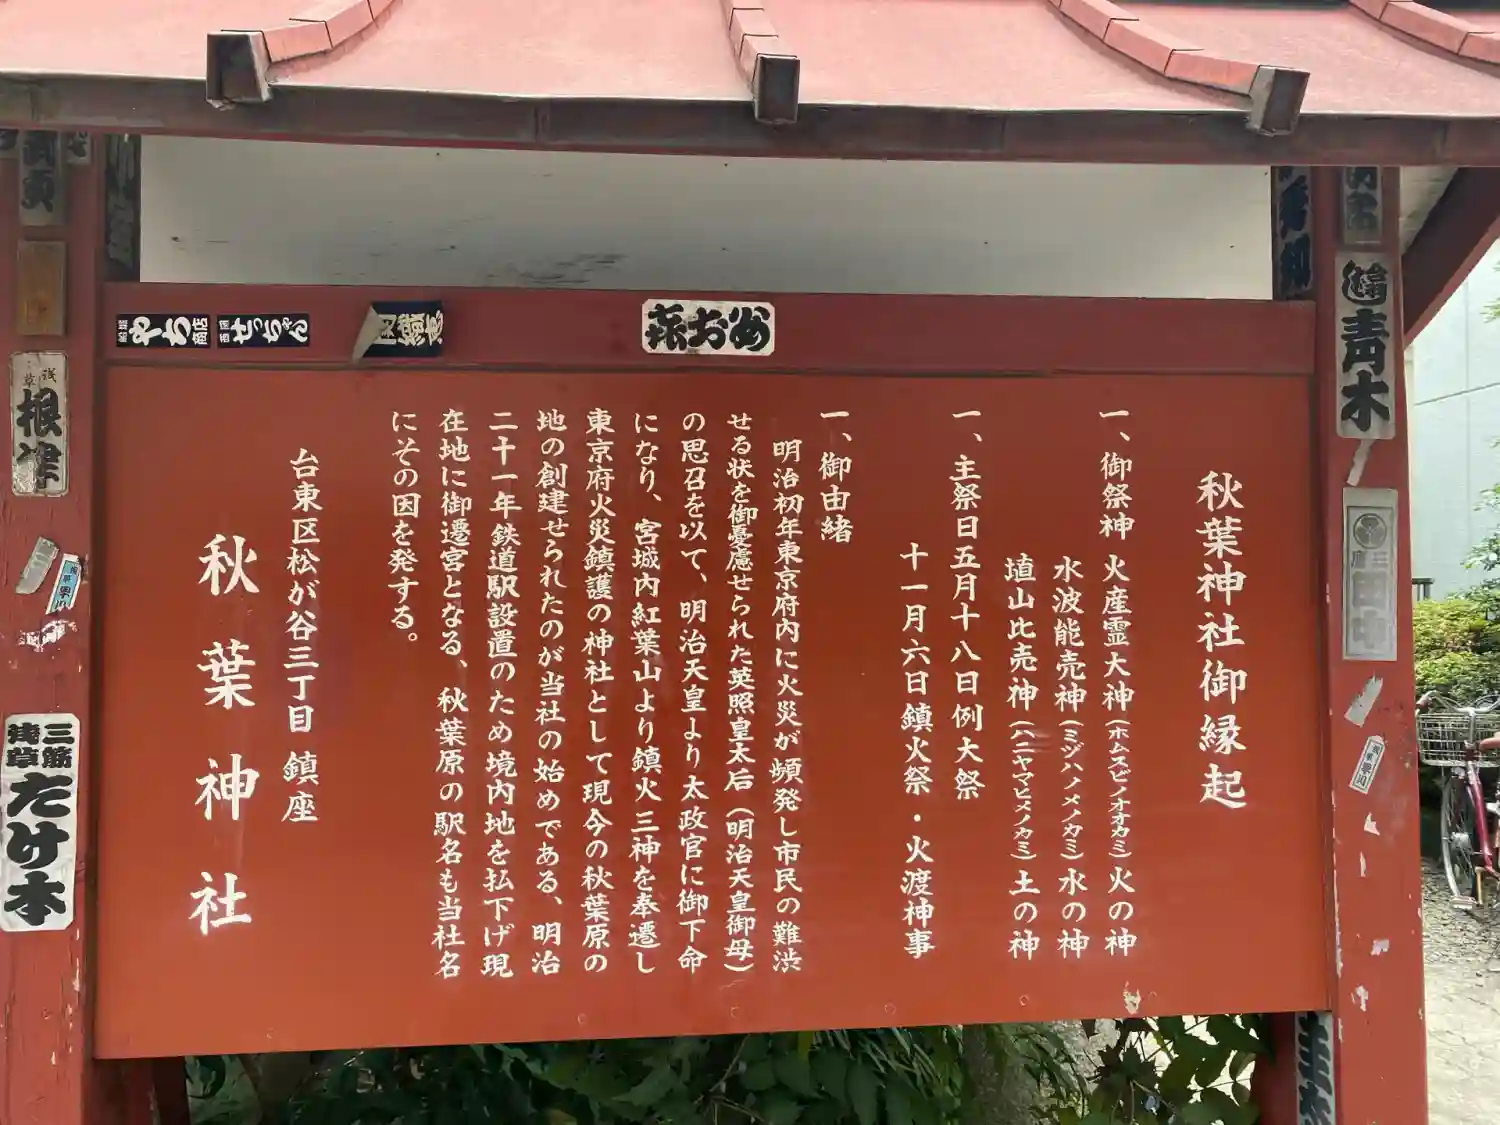 秋葉神社御縁起
一、御祭神 火産霊大神(ホムスビノオオカミ)火の神
水波能売神(ミヅハノメノカミ)水の神
埴山比売神(ハニヤマヒメノカミ)土の神
一、主祭日五月十八日例大祭
十一月六日鎮火祭・火渡神事
一、御由緒
明治初年東京府内に火災が頻発し市民の難渋
せる状を御憂慮せられた英照皇太后(明治天皇御母)
の思召を以て、明治天皇より太政官に御下命
になり、宮城内紅葉山より鎮火三神を奉遷し
東京府火災鎮護の神社として現今の秋葉原の
地の創建せられたのが当社の始めである、明治
二十一年鉄道駅設置のため境内地を払下げ現
在地に御遷宮となる、秋葉原の駅名も当社名
にその因を発する。
台東区松が谷三丁目 鎮座
秋葉神社
青木
田中
浅草
根津
三筋
浅草
たけ本